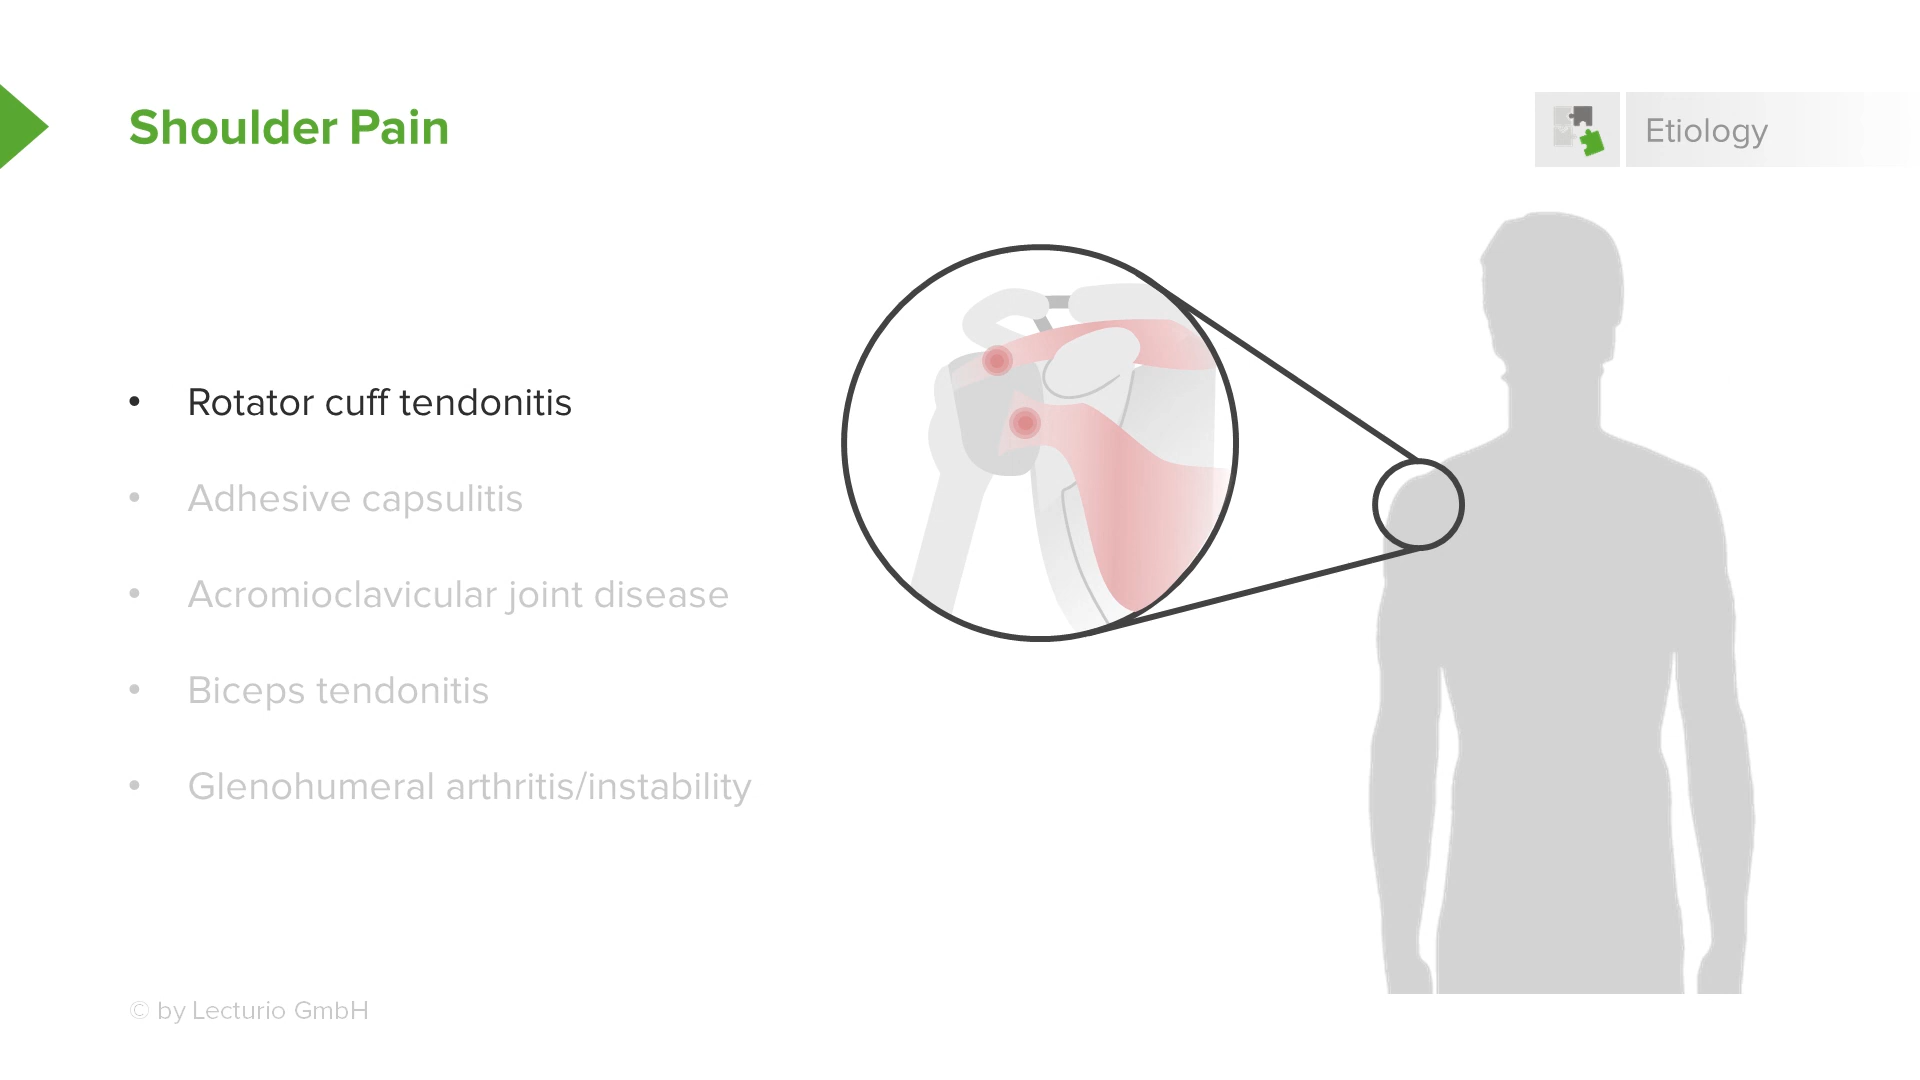 Shoulder Pain
Etiology
• Rotator cuff tendonitis
• Adhesive capsulitis
• Acromioclavicular joint disease
• Biceps tendonitis
• Glenohumeral arthritis/instability
© by Lecturio GmbH